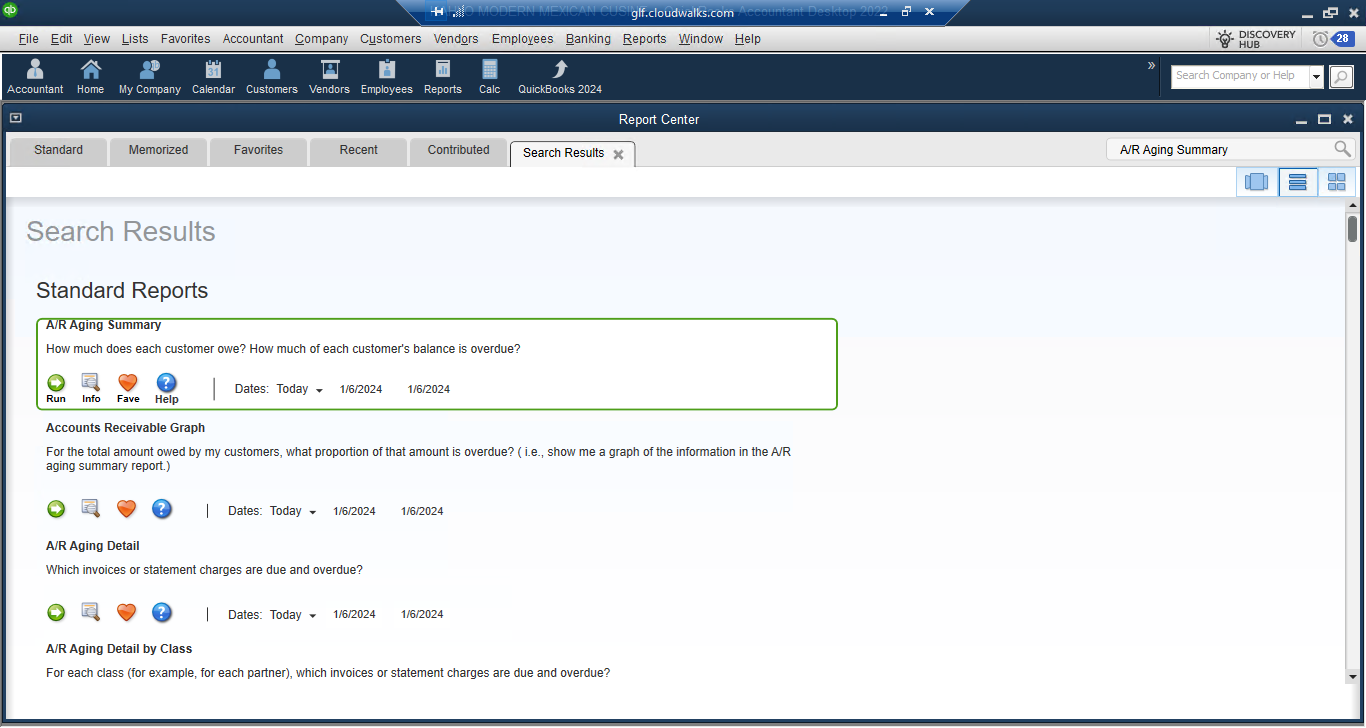 MODERN MEXICAN Accountant Desktop 2022
glf.cloudwalks.com
File Edit View Lists Favorites Accountant Company Customers Vendors Employees Banking Reports Window Help
DISCOVERY
HUB
28
31
Accountant Home My Company Calendar Customers Vendors Employees Reports Calc QuickBooks 2024
»
Search Company or Help
Report Center
Standard Memorized Favorites Recent Contributed Search Results
A/R Aging Summary
Search Results
Standard Reports
A/R Aging Summary
How much does each customer owe? How much of each customer's balance is overdue?
Run Info Fave Help
Dates: Today 1/6/2024 1/6/2024
Accounts Receivable Graph
For the total amount owed by my customers, what proportion of that amount is overdue? ( i.e., show me a graph of the information in the A/R
aging summary report.)
Dates: Today 1/6/2024 1/6/2024
A/R Aging Detail
Which invoices or statement charges are due and overdue?
Dates: Today 1/6/2024 1/6/2024
A/R Aging Detail by Class
For each class (for example, for each partner), which invoices or statement charges are due and overdue?